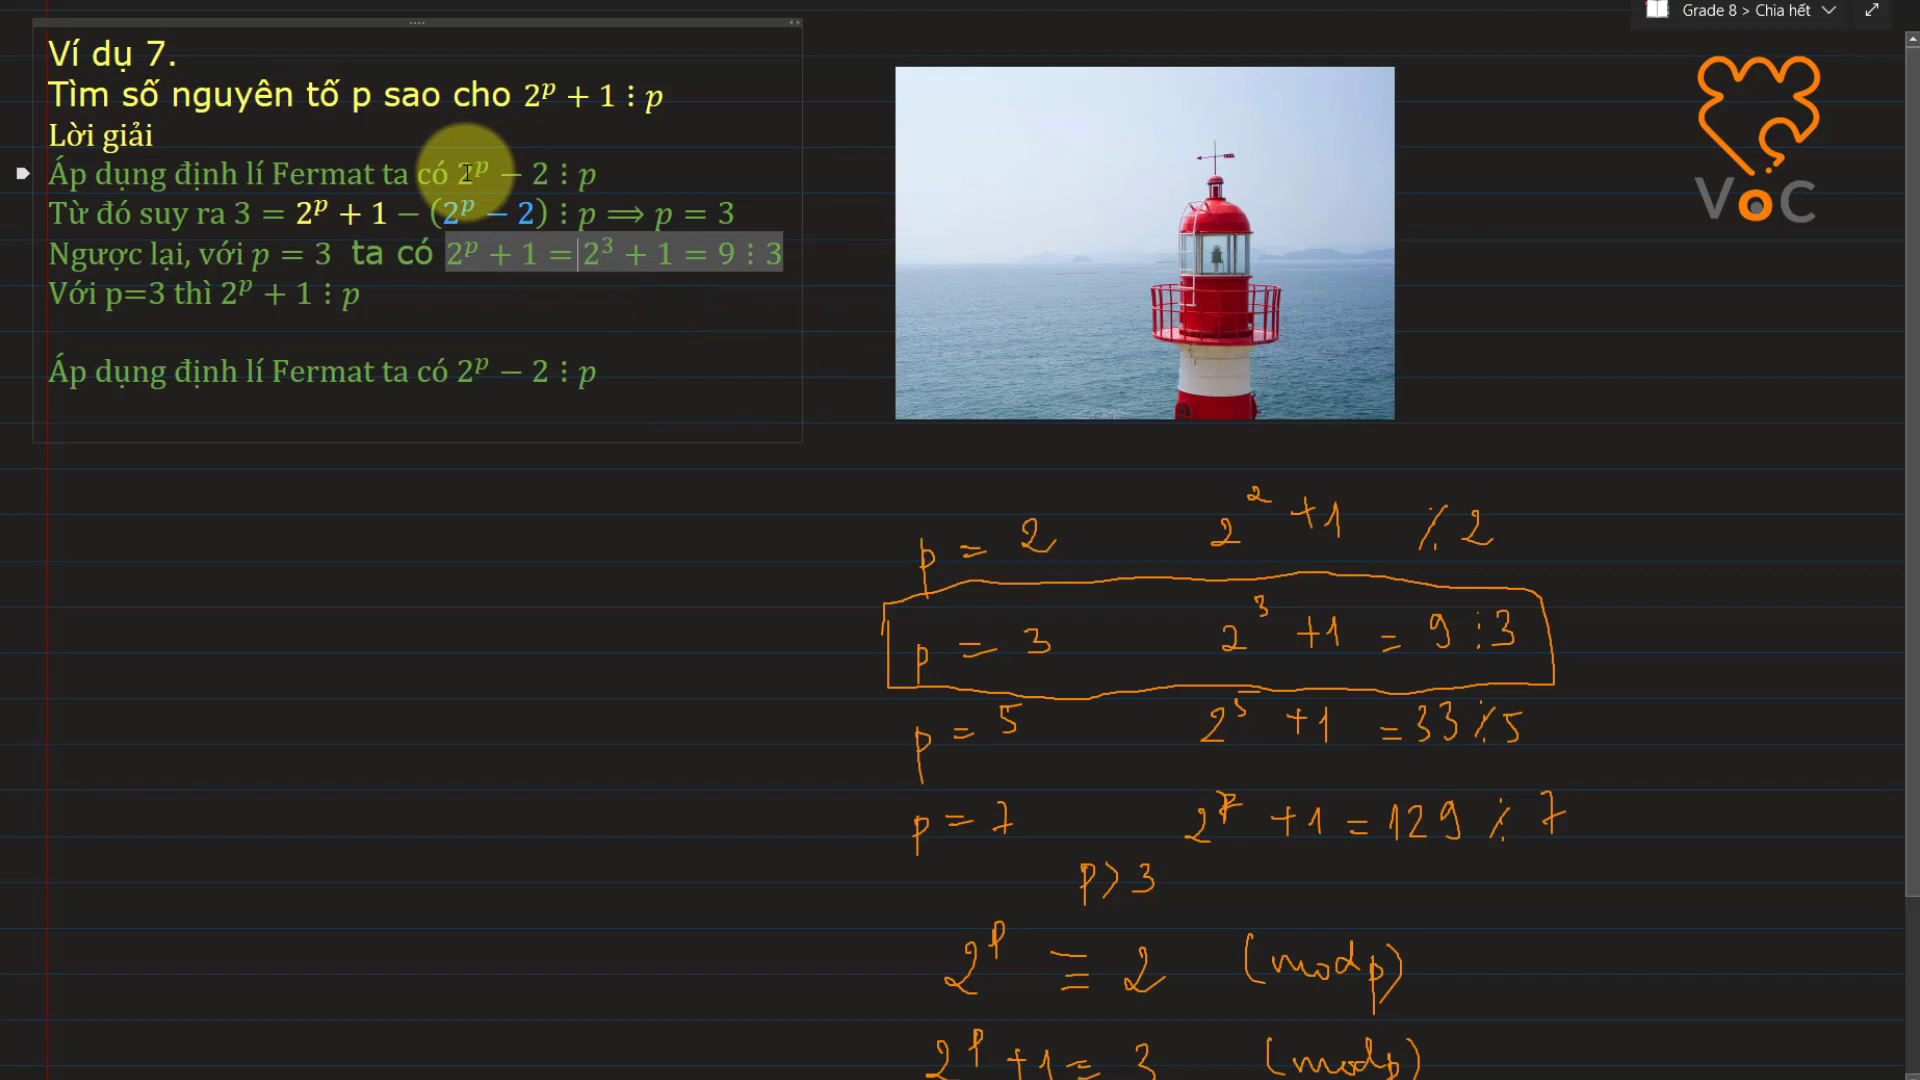 Grade 8 > Chia hết
Ví dụ 7.
Tìm số nguyên tố p sao cho 2ᵖ + 1 ⋮ p
Lời giải
Áp dụng định lí Fermat ta có 2ᵖ − 2 ⋮ p
Từ đó suy ra 3 = 2ᵖ + 1 − (2ᵖ − 2) ⋮ p ⟹ p = 3
Ngược lại, với p = 3 ta có 2ᵖ + 1 = 2³ + 1 = 9 ⋮ 3
Với p=3 thì 2ᵖ + 1 ⋮ p
Áp dụng định lí Fermat ta có 2ᵖ − 2 ⋮ p
VOC
p = 2 2² + 1 ⋮̸ 2
p = 3 2³ + 1 = 9 ⋮ 3
p = 5 2⁵ + 1 = 33 ⋮̸ 5
p = 7 2⁷ + 1 = 129 ⋮̸ 7
p > 3
2ᵖ ≡ 2 (mod p)
2ᵖ + 1 ≡ 3 (mod p)